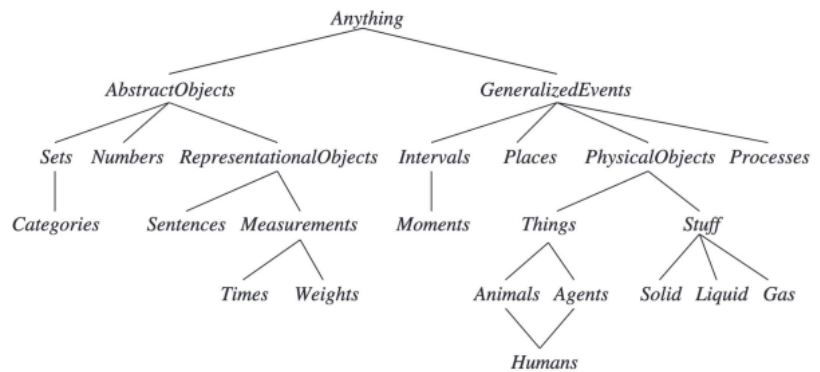 Anything
AbstractObjects GeneralizedEvents
Sets Numbers RepresentationalObjects Intervals Places PhysicalObjects Processes
Categories Sentences Measurements Moments Things Stuff
Times Weights Animals Agents Solid Liquid Gas
Humans